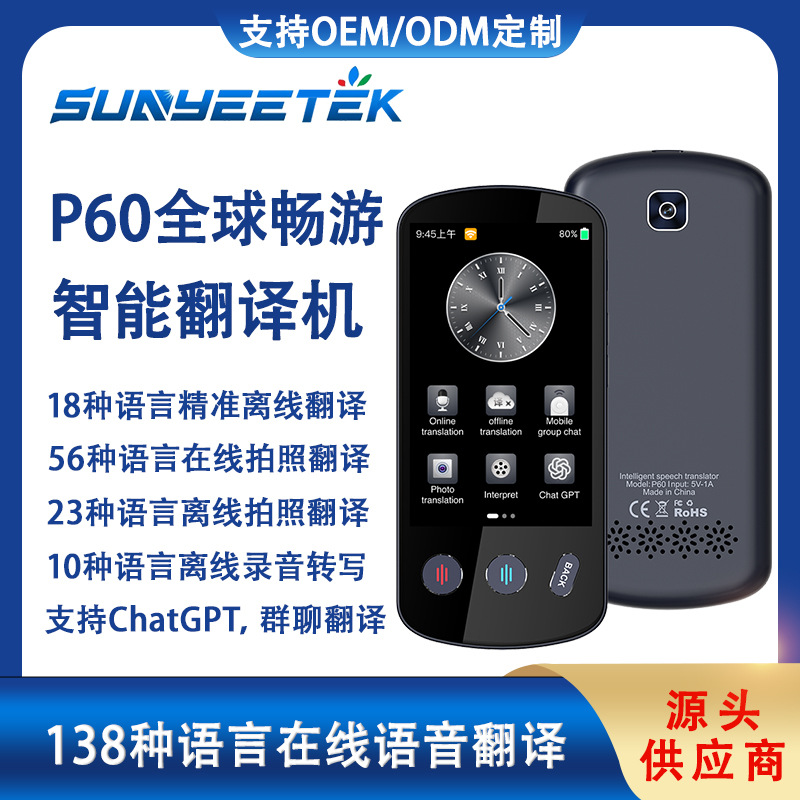 支持OEM/ODM定制
SUNYEETEK
P60全球畅游
智能翻译机
18种语言精准离线翻译
56种语言在线拍照翻译
23种语言离线拍照翻译
10种语言离线录音转写
支持ChatGPT, 群聊翻译
9:45上午
80%
XII
Online
translation
offline
translation
Mobile
group chat
Photo
translation
Interpret
Chat GPT
BACK
Intelligent speech translator
Model: P60 Input: 5V-1A
Made in China
CE FC RoHS
138种语言在线语音翻译
源头
供应商